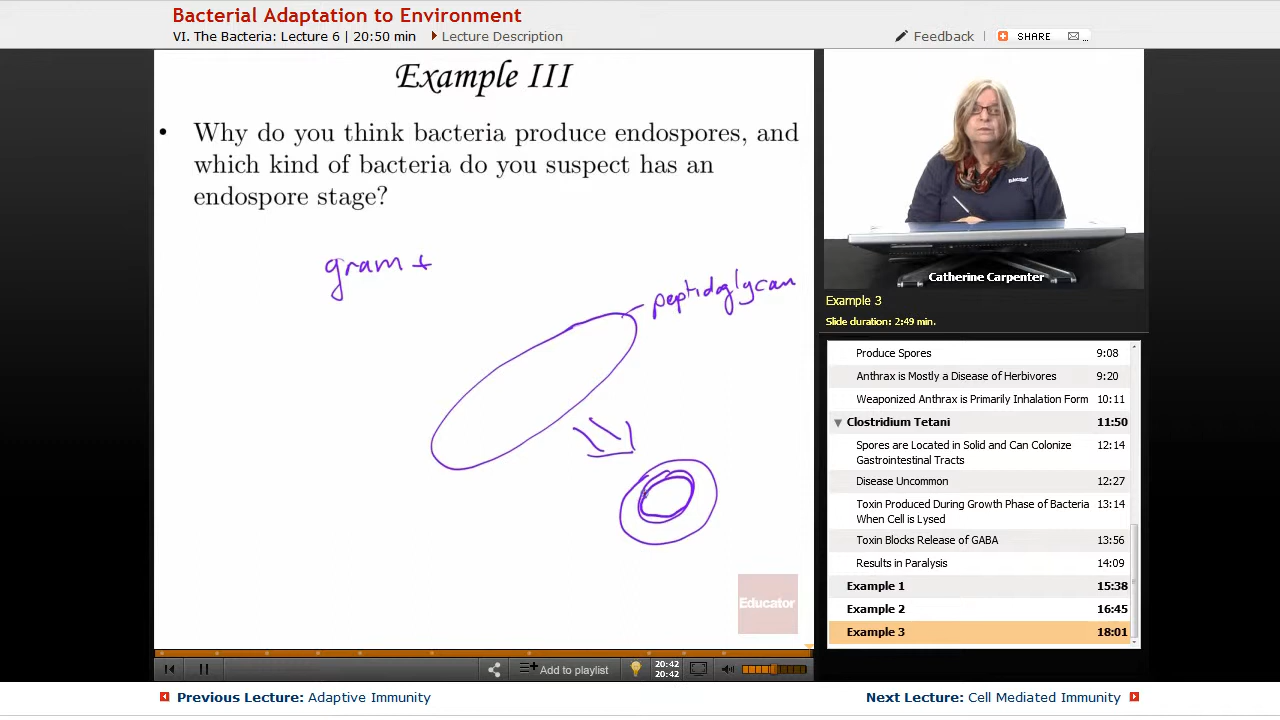 Bacterial Adaptation to Environment
VI. The Bacteria: Lecture 6 | 20:50 min
Lecture Description
Feedback
SHARE
Example III
• Why do you think bacteria produce endospores, and
which kind of bacteria do you suspect has an
endospore stage?
gram +
peptidoglycan
Educator
Educator
Catherine Carpenter
Example 3
Slide duration: 2:49 min.
Produce Spores 9:08
Anthrax is Mostly a Disease of Herbivores 9:20
Weaponized Anthrax is Primarily Inhalation Form 10:11
Clostridium Tetani 11:50
Spores are Located in Solid and Can Colonize 12:14
Gastrointestinal Tracts
Disease Uncommon 12:27
Toxin Produced During Growth Phase of Bacteria 13:14
When Cell is Lysed
Toxin Blocks Release of GABA 13:56
Results in Paralysis 14:09
Example 1 15:38
Example 2 16:45
Example 3 18:01
Add to playlist
20:42
20:42
Previous Lecture: Adaptive Immunity
Next Lecture: Cell Mediated Immunity